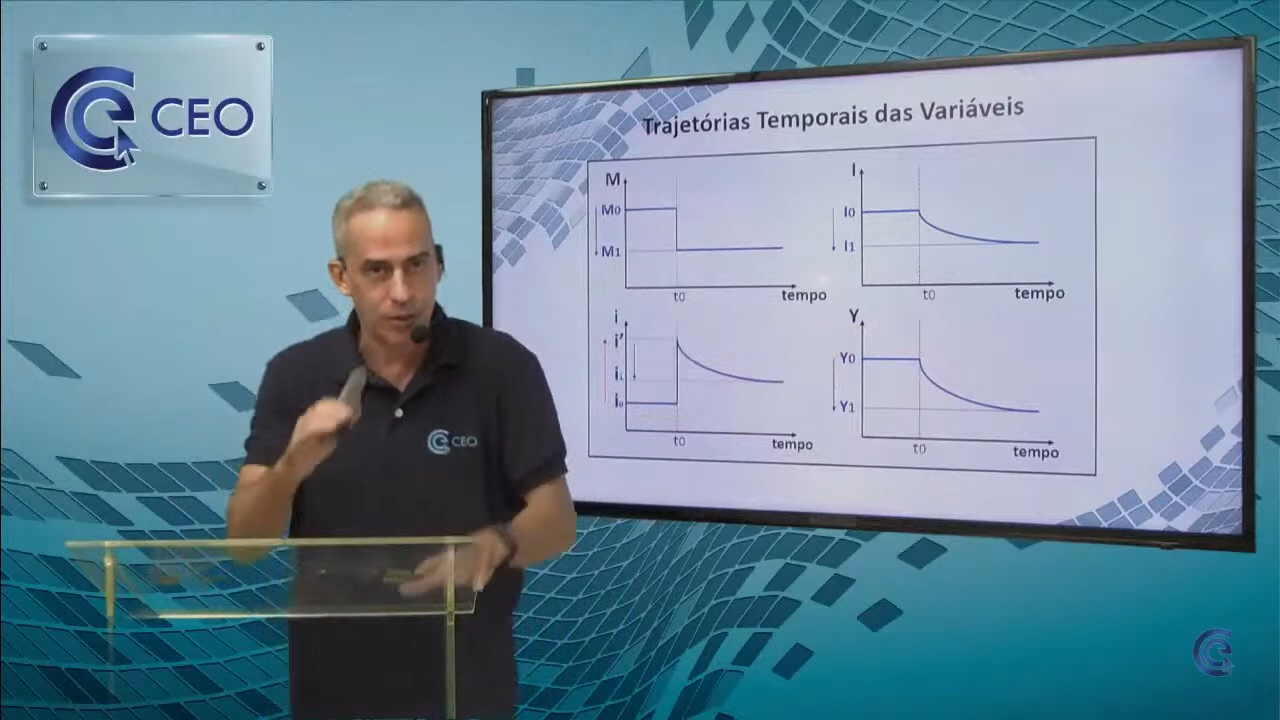 CEO
Trajetórias Temporais das Variáveis
M
M0
M1
t0
tempo
I
I0
I1
t0
tempo
i
i'
i₁
i₀
t0
tempo
Y
Y0
Y1
t0
tempo
CEO